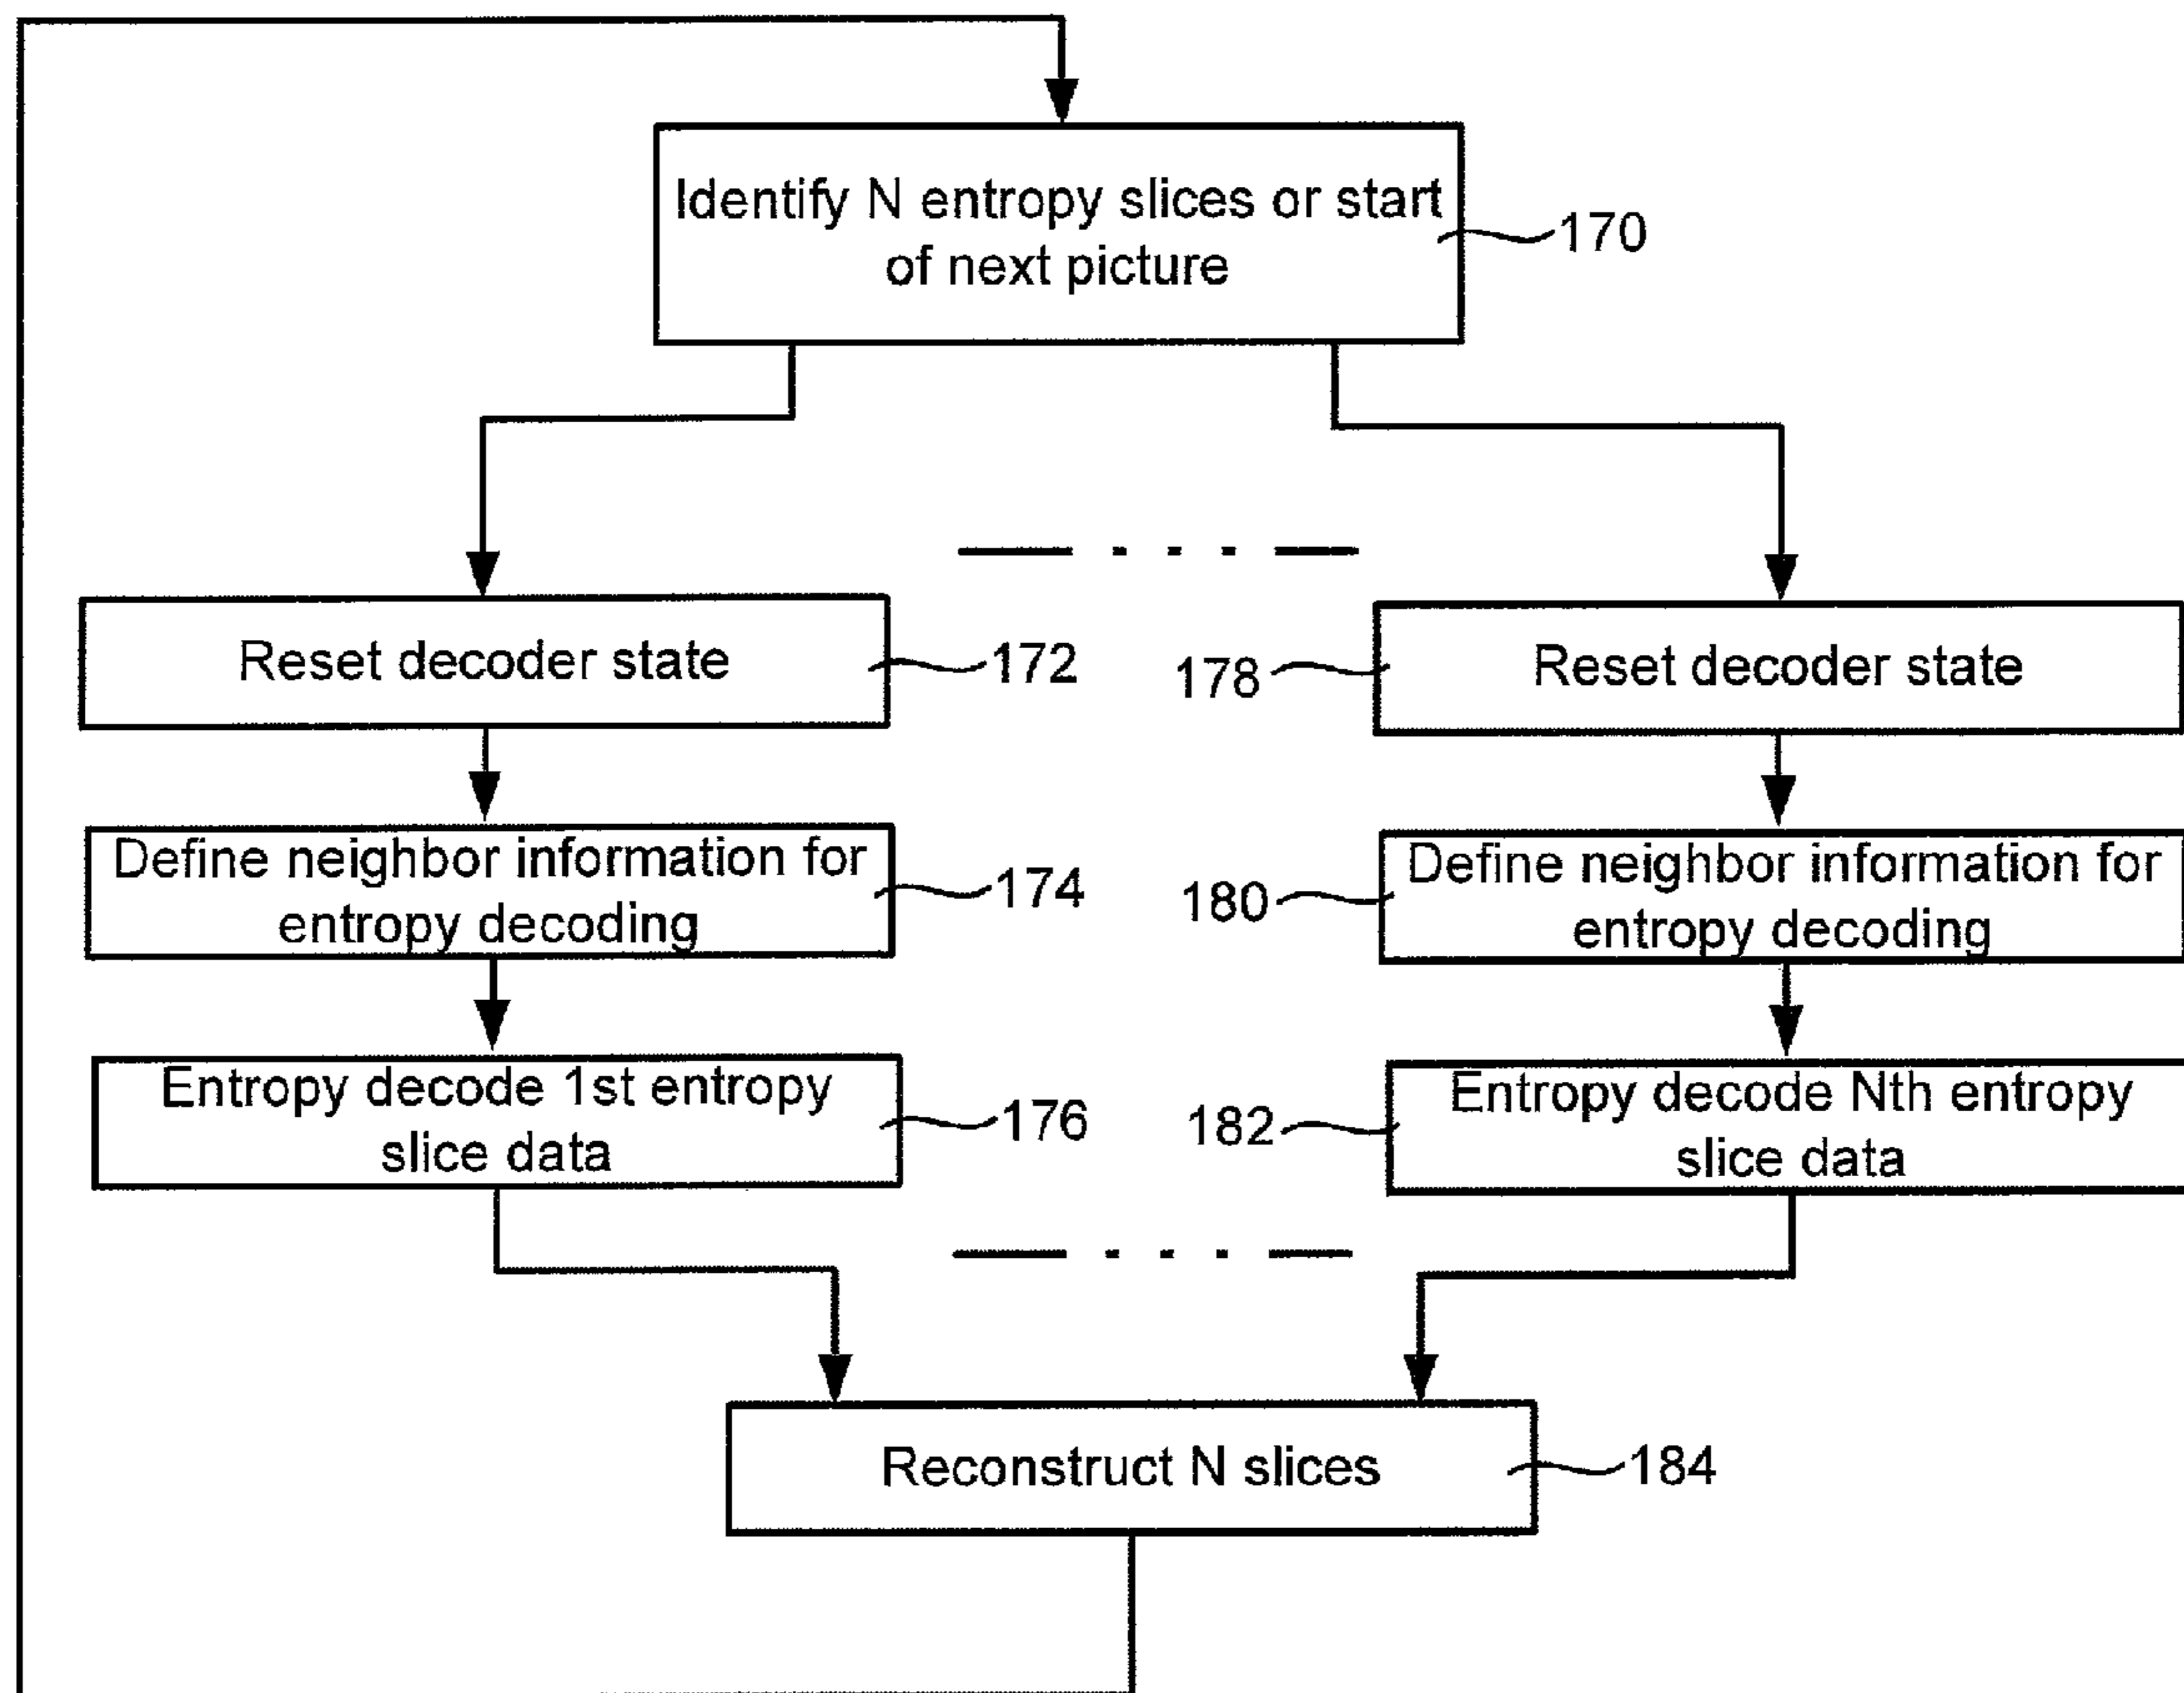 Identify N entropy slices or start
of next picture
170
Reset decoder state
172
178
Reset decoder state
Define neighbor information for
entropy decoding
174
180
Define neighbor information for
entropy decoding
Entropy decode 1st entropy
slice data
176
182
Entropy decode Nth entropy
slice data
Reconstruct N slices
184